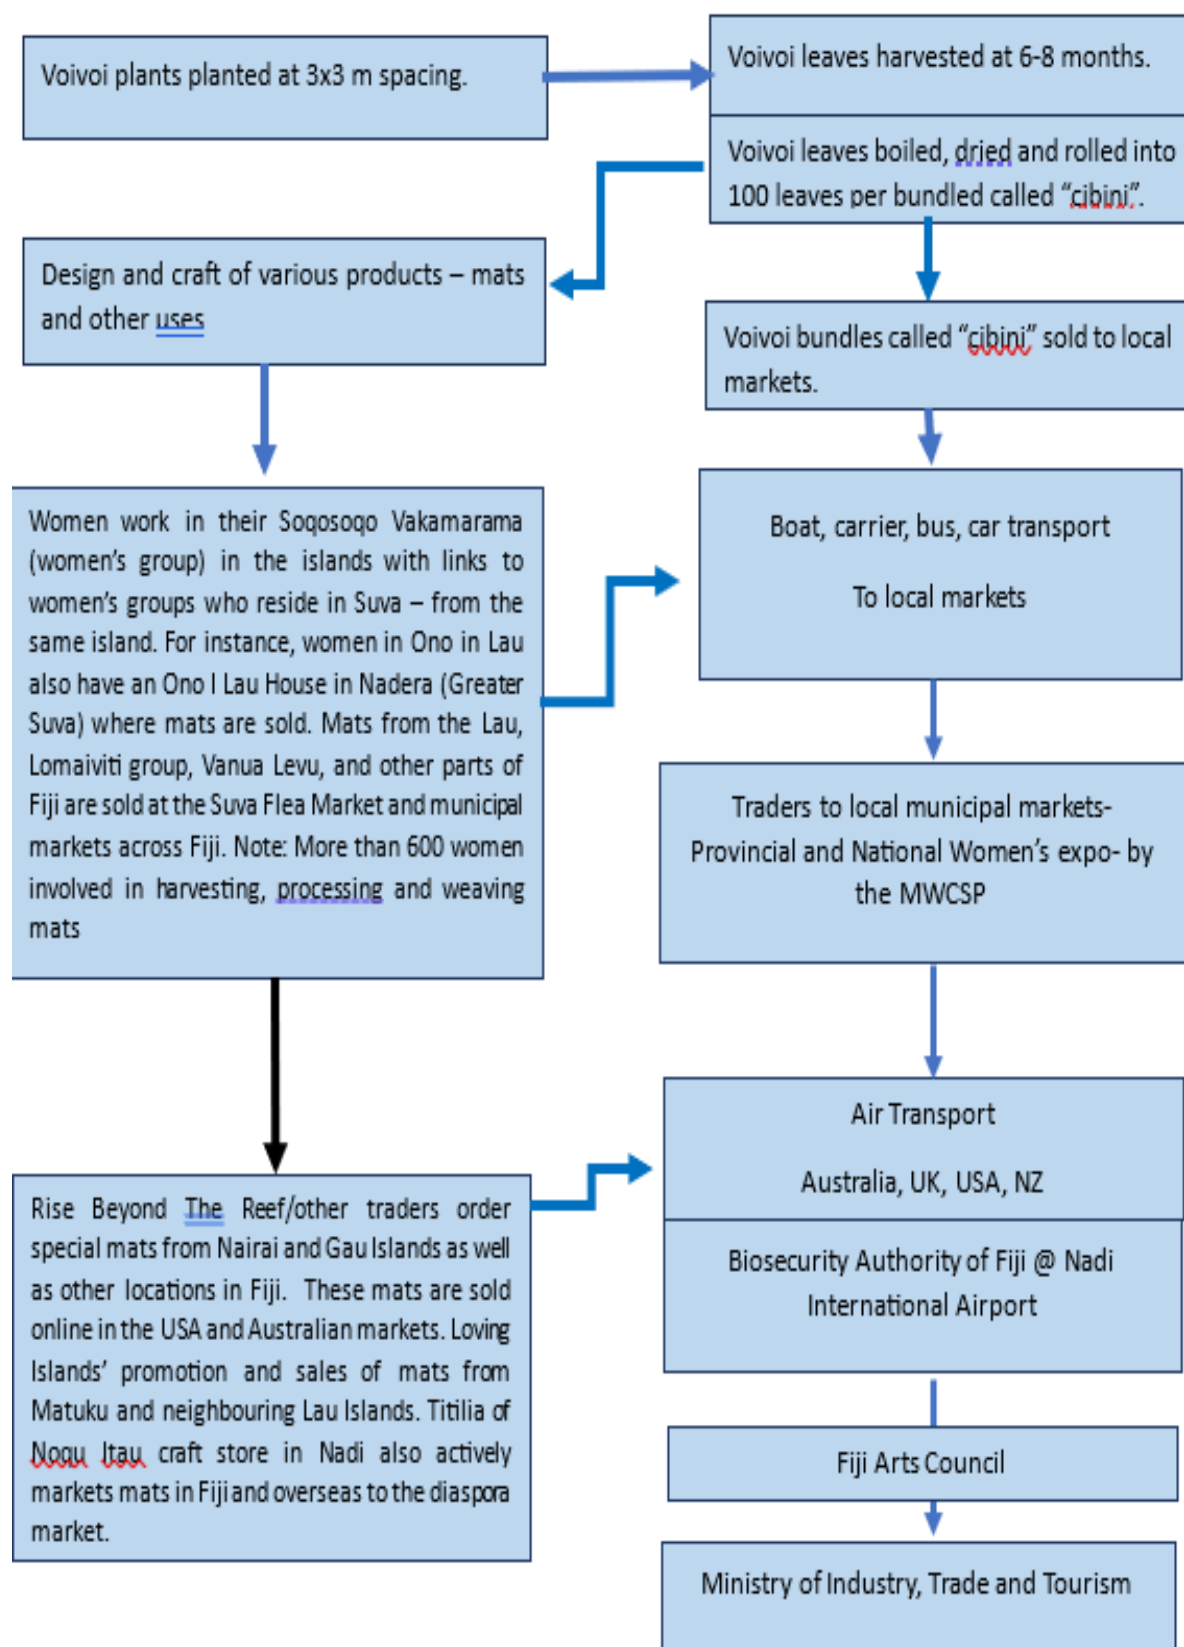 Voivoi plants planted at 3x3 m spacing.
Voivoi leaves harvested at 6-8 months.
Voivoi leaves boiled, dried and rolled into
100 leaves per bundled called “cibini”.
Design and craft of various products – mats
and other uses
Voivoi bundles called “cibini” sold to local
markets.
Women work in their Soqosoqo Vakamarama
(women’s group) in the islands with links to
women’s groups who reside in Suva – from the
same island. For instance, women in Ono in Lau
also have an Ono I Lau House in Nadera (Greater
Suva) where mats are sold. Mats from the Lau,
Lomaiviti group, Vanua Levu, and other parts of
Fiji are sold at the Suva Flea Market and municipal
markets across Fiji. Note: More than 600 women
involved in harvesting, processing and weaving
mats
Boat, carrier, bus, car transport
To local markets
Traders to local municipal markets-
Provincial and National Women’s expo- by
the MWCSP
Air Transport
Australia, UK, USA, NZ
Biosecurity Authority of Fiji @ Nadi
International Airport
Rise Beyond The Reef/other traders order
special mats from Nairai and Gau Islands as well
as other locations in Fiji. These mats are sold
online in the USA and Australian markets. Loving
Islands’ promotion and sales of mats from
Matuku and neighbouring Lau Islands. Titilia of
Noqu Itau craft store in Nadi also actively
markets mats in Fiji and overseas to the diaspora
market.
Fiji Arts Council
Ministry of Industry, Trade and Tourism